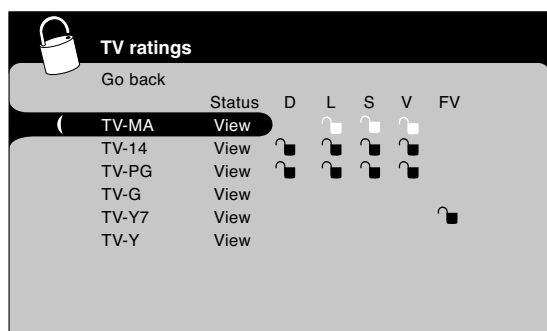 TV ratings
Go back
Status D L S V FV
TV-MA View
TV-14 View
TV-PG View
TV-G View
TV-Y7 View
TV-Y View